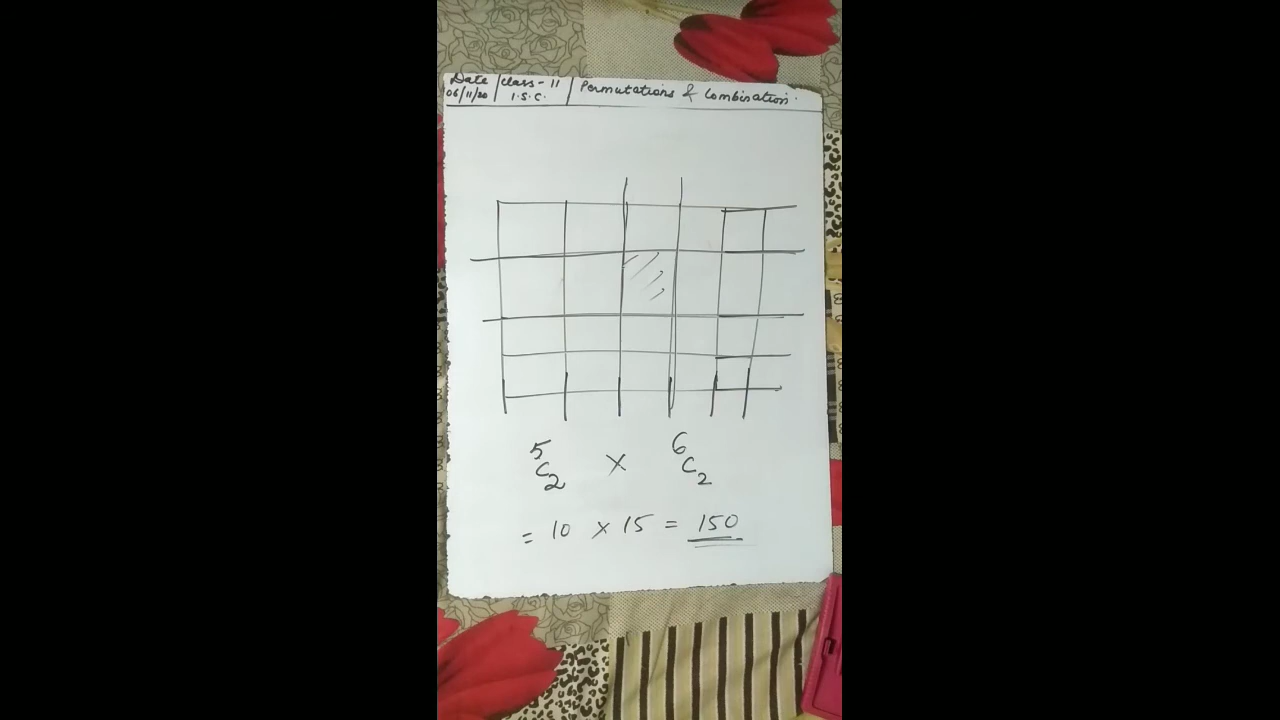 Date | Class - 11 | Permutations & Combination.
06/11/20 | I.S.C.
5C2 × 6C2
= 10 × 15 = 150